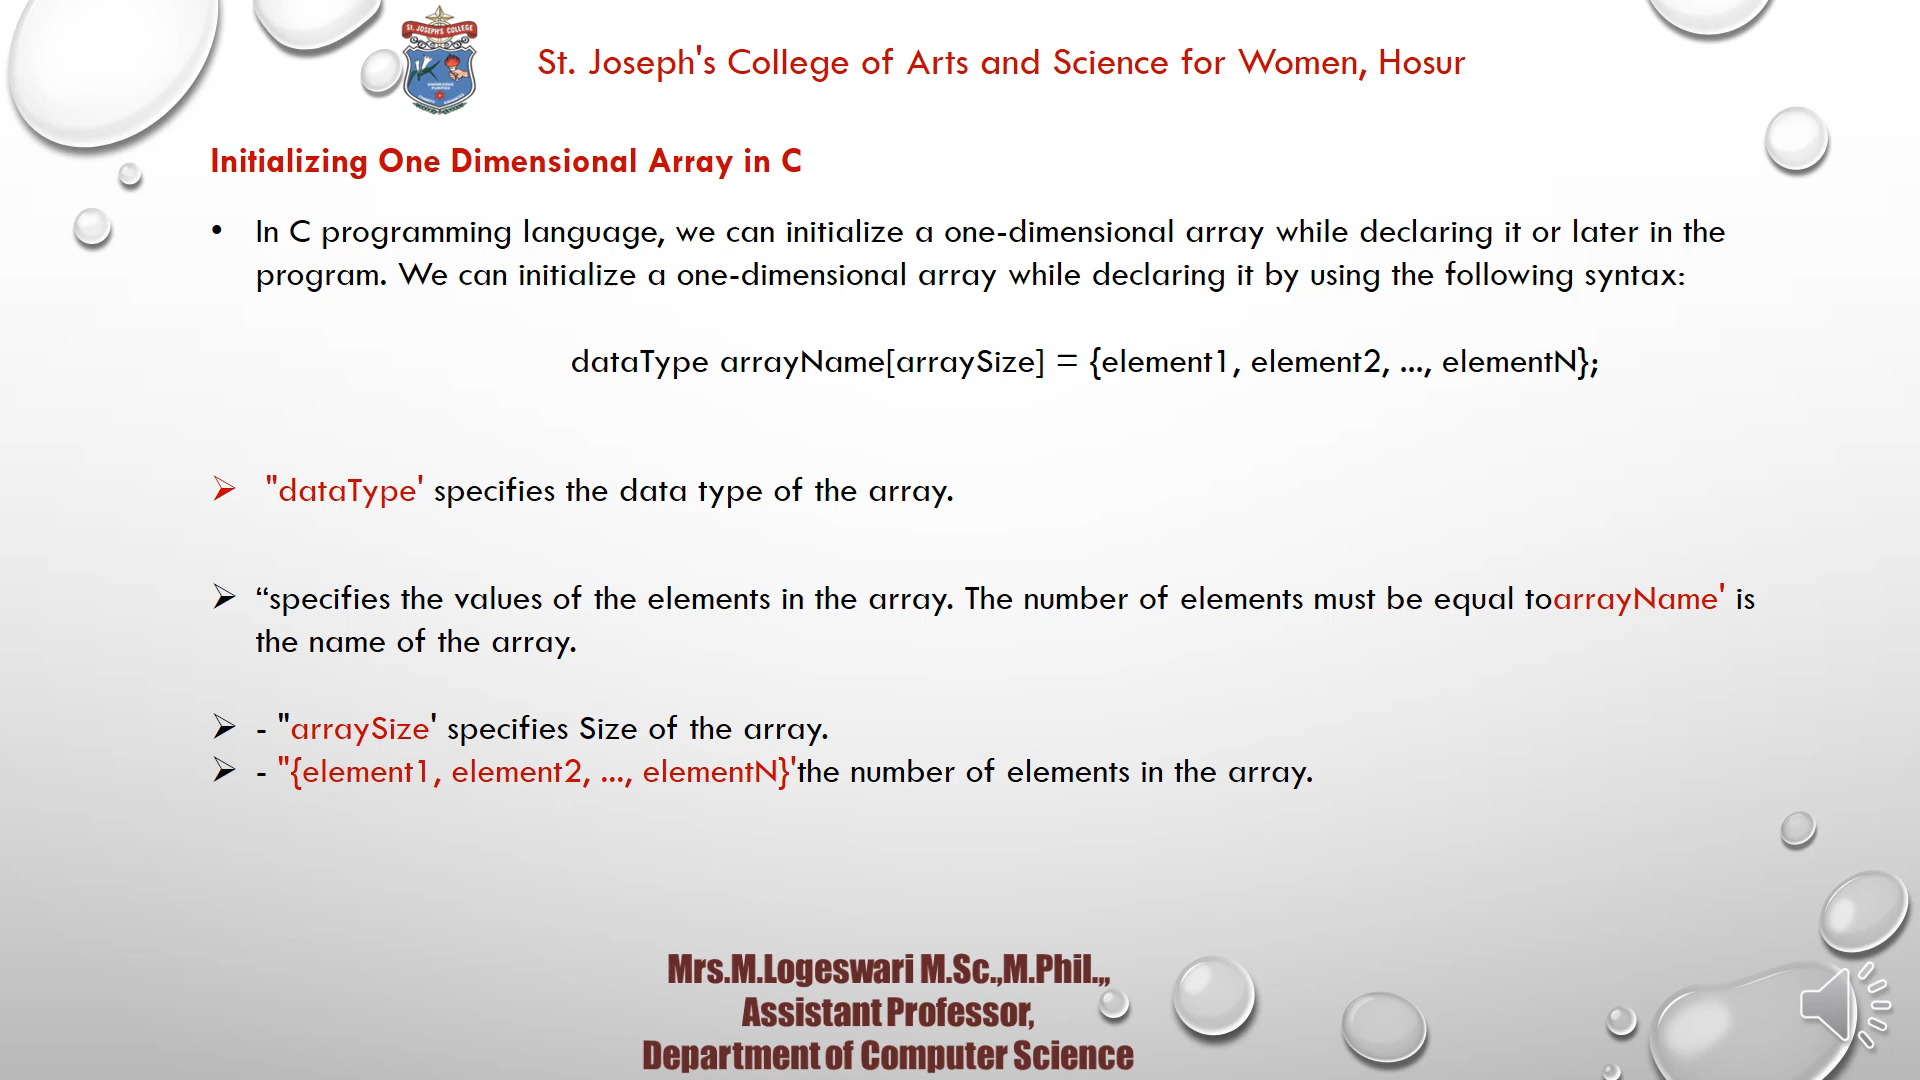 ST. JOSEPH'S COLLEGE
St. Joseph's College of Arts and Science for Women, Hosur
Initializing One Dimensional Array in C
• In C programming language, we can initialize a one-dimensional array while declaring it or later in the
program. We can initialize a one-dimensional array while declaring it by using the following syntax:
dataType arrayName[arraySize] = {element1, element2, ..., elementN};
➢ "dataType' specifies the data type of the array.
➢ “specifies the values of the elements in the array. The number of elements must be equal toarrayName' is
the name of the array.
➢ - "arraySize' specifies Size of the array.
➢ - "{element1, element2, ..., elementN}'the number of elements in the array.
Mrs.M.Logeswari M.Sc.,M.Phil.,,
Assistant Professor,
Department of Computer Science